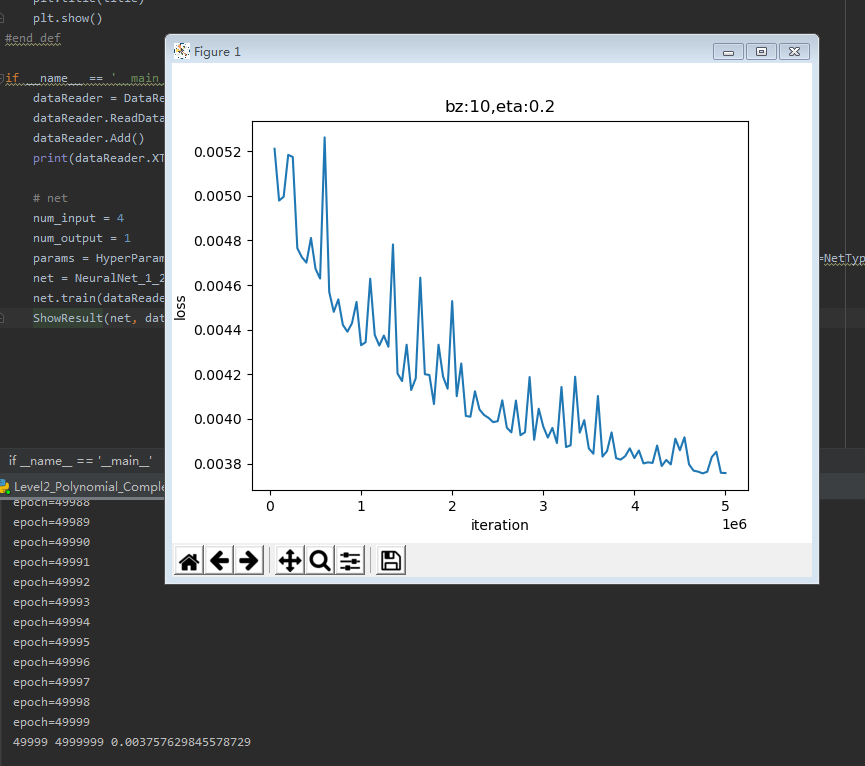 plt.show()
#end def
if __name__ == '__main
dataReader = DataRe
dataReader.ReadData
dataReader.Add()
print(dataReader.XT
# net
num_input = 4
num_output = 1
params = HyperParam
=NetTyp
net = NeuralNet_1_2
net.train(dataReade
ShowResult(net, dat
Figure 1
bz:10,eta:0.2
0.0052
0.0050
0.0048
0.0046
0.0044
0.0042
0.0040
0.0038
loss
0 1 2 3 4 5
1e6
iteration
if __name__ == '__main__'
Level2_Polynomial_Comple
epoch=49988
epoch=49989
epoch=49990
epoch=49991
epoch=49992
epoch=49993
epoch=49994
epoch=49995
epoch=49996
epoch=49997
epoch=49998
epoch=49999
49999 4999999 0.003757629845578729